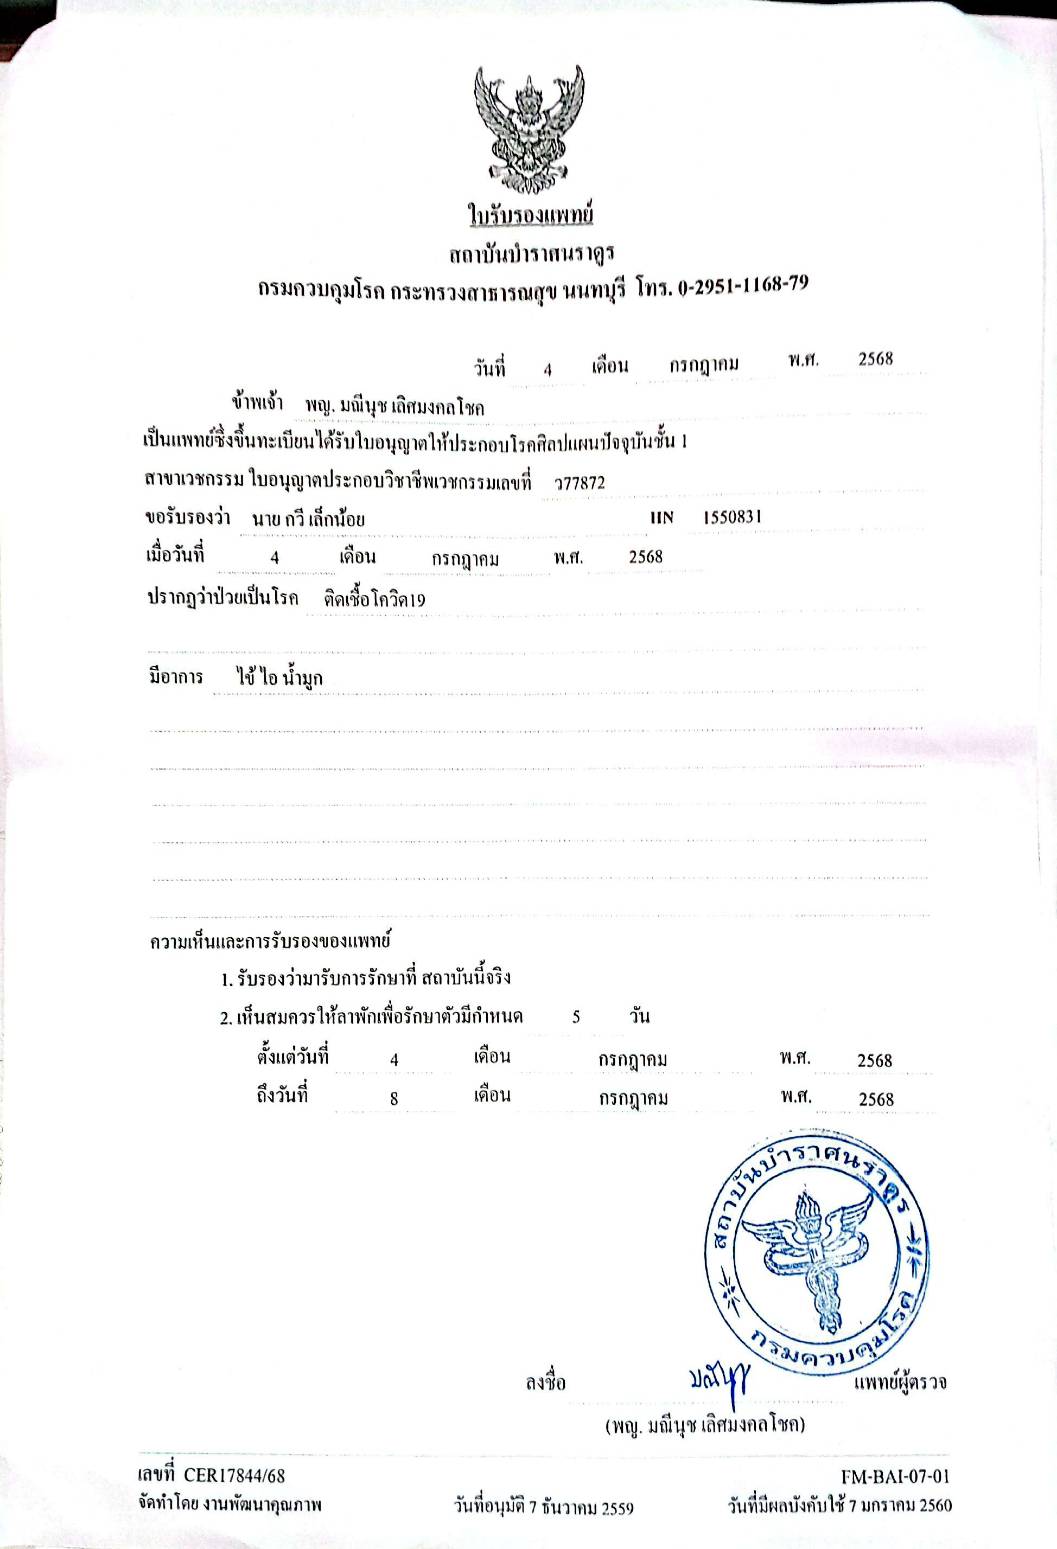 ใบรับรองแพทย์
สถาบันบำราศนราดูร
กรมควบคุมโรค กระทรวงสาธารณสุข นนทบุรี โทร. 0-2951-1168-79
วันที่ 4 เดือน กรกฎาคม พ.ศ. 2568
ข้าพเจ้า พญ. มณีนุช เลิศมงคลโชค
เป็นแพทย์ซึ่งขึ้นทะเบียนได้รับใบอนุญาตให้ประกอบโรคศิลปแผนปัจจุบันชั้น 1
สาขาเวชกรรม ใบอนุญาตประกอบวิชาชีพเวชกรรมเลขที่ ว77872
ขอรับรองว่า นาย กวี เล็กน้อย HN 1550831
เมื่อวันที่ 4 เดือน กรกฎาคม พ.ศ. 2568
ปรากฏว่าป่วยเป็นโรค ติดเชื้อโควิด19
มีอาการ ไข้ ไอ น้ำมูก
ความเห็นและการรับรองของแพทย์
1. รับรองว่ามารับการรักษาที่ สถาบันนี้จริง
2. เห็นสมควรให้ลาพักเพื่อรักษาตัวมีกำหนด 5 วัน
ตั้งแต่วันที่ 4 เดือน กรกฎาคม พ.ศ. 2568
ถึงวันที่ 8 เดือน กรกฎาคม พ.ศ. 2568
สถาบันบำราศนราดูร
กรมควบคุมโรค
ลงชื่อ มณีนุช แพทย์ผู้ตรวจ
(พญ. มณีนุช เลิศมงคลโชค)
เลขที่ CER17844/68 FM-BAI-07-01
จัดทำโดย งานพัฒนาคุณภาพ วันที่อนุมัติ 7 ธันวาคม 2559 วันที่มีผลบังคับใช้ 7 มกราคม 2560